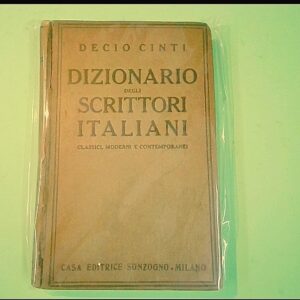 DECIO CINTI
DIZIONARIO
DEGLI
SCRITTORI
ITALIANI
CLASSICI, MODERNI E CONTEMPORANEI
CASA EDITRICE SONZOGNO - MILANO